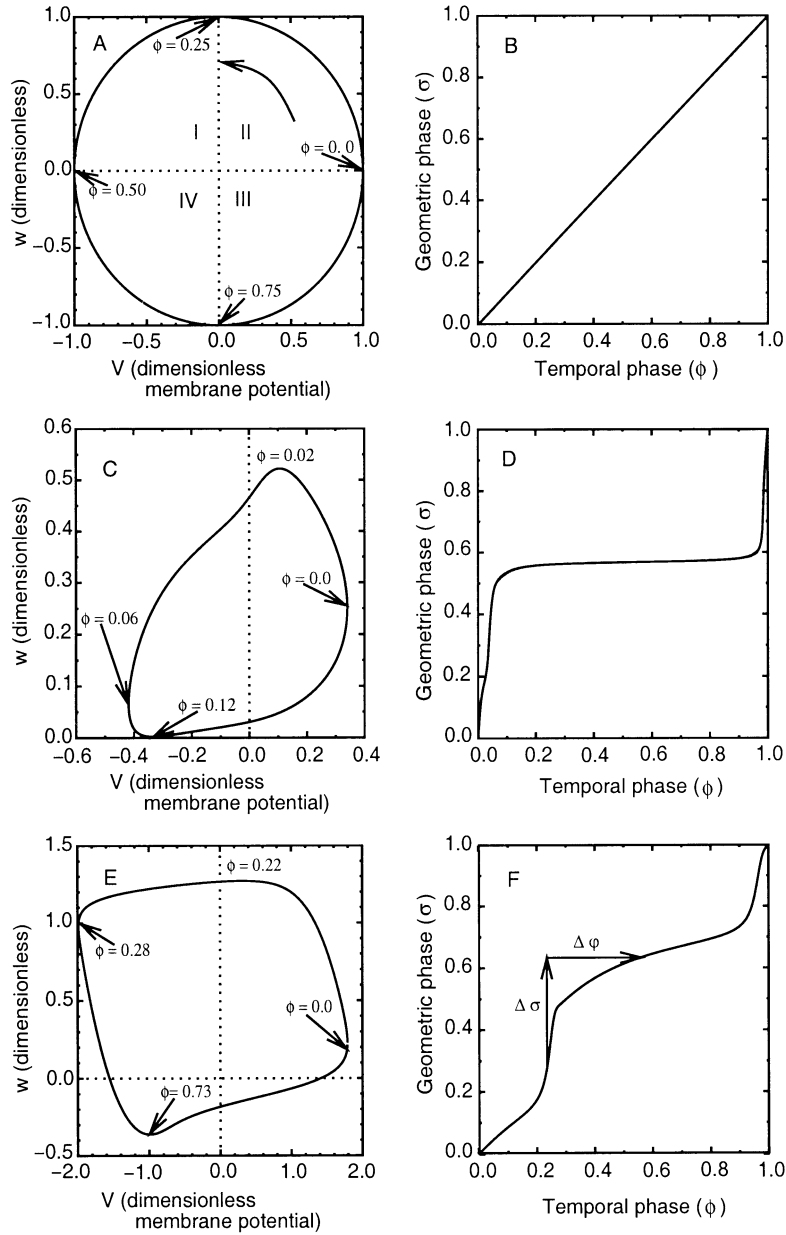 A
1.0
0.5
0.0
−0.5
−1.0
w (dimensionless)
ϕ = 0.25
I
II
ϕ = 0. 0
ϕ = 0.50
IV
III
ϕ = 0.75
−1.0 −0.5 0.0 0.5 1.0
V (dimensionless
membrane potential)
B
1.0
0.8
0.6
0.4
0.2
0.0
Geometric phase (σ)
0.0 0.2 0.4 0.6 0.8 1.0
Temporal phase (ϕ )
C
0.6
0.5
0.4
0.3
0.2
0.1
0.0
w (dimensionless)
ϕ = 0.02
ϕ = 0.0
ϕ = 0.06
ϕ = 0.12
−0.6 −0.4 −0.2 0.0 0.2 0.4
V (dimensionless
membrane potential)
D
1.0
0.8
0.6
0.4
0.2
0.0
Geometric phase (σ)
0.0 0.2 0.4 0.6 0.8 1.0
Temporal phase (ϕ)
E
1.5
1.0
0.5
0.0
−0.5
w (dimensionless)
ϕ = 0.22
ϕ = 0.28
ϕ = 0.0
ϕ = 0.73
−2.0 −1.0 0.0 1.0 2.0
V (dimensionless
membrane potential)
F
1.0
0.8
0.6
0.4
0.2
0.0
Geometric phase (σ)
Δ φ
Δ σ
0.0 0.2 0.4 0.6 0.8 1.0
Temporal phase (ϕ )